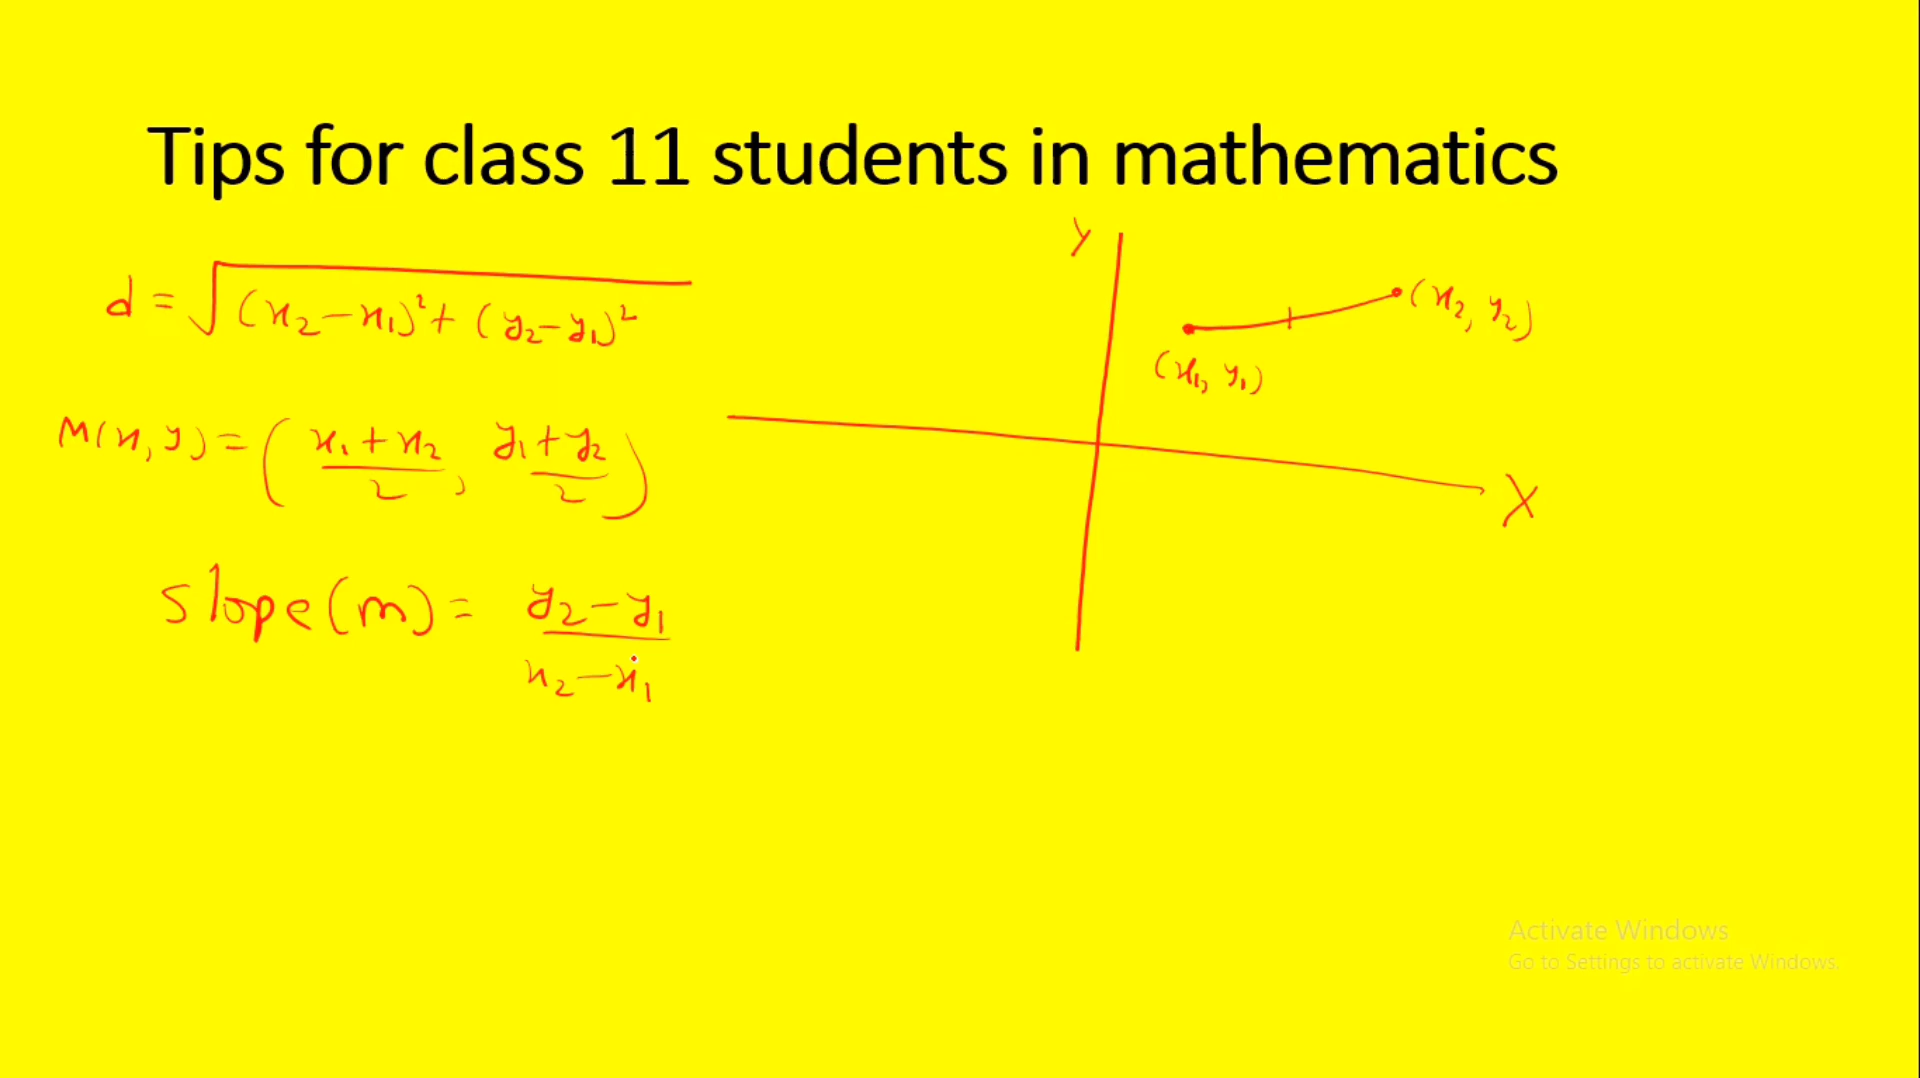 Tips for class 11 students in mathematics
d = √(x₂−x₁)² + (y₂−y₁)²
M(x, y) = (x₁+x₂/2, y₁+y₂/2)
slope(m) = y₂−y₁/x₂−x₁
Y
(x₂, y₂)
(x₁, y₁)
X
Activate Windows
Go to Settings to activate Windows.